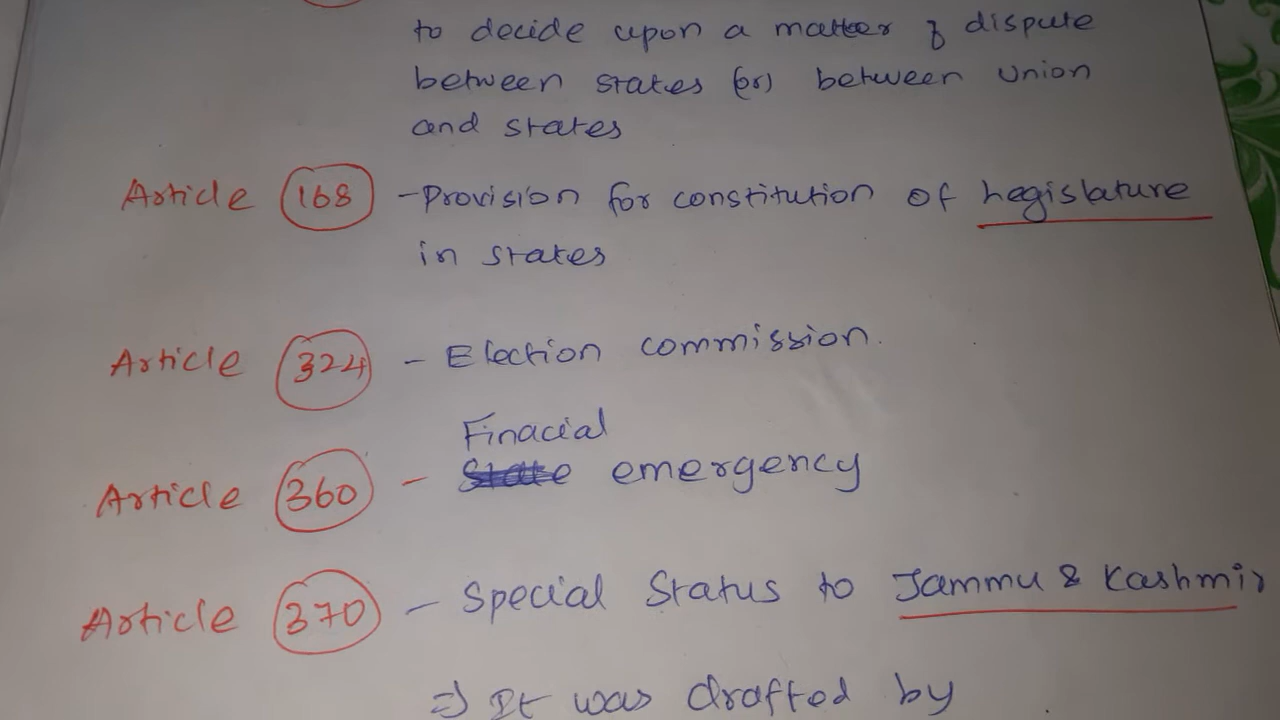 to decide upon a matter of dispute
between states (or) between Union
and states
Article 168 - Provision for constitution of Legislature
in states
Article 324 - Election commission.
Finacial
Article 360 - State emergency
Article 370 - Special Status to Jammu & Kashmir
⇒ It was drafted by